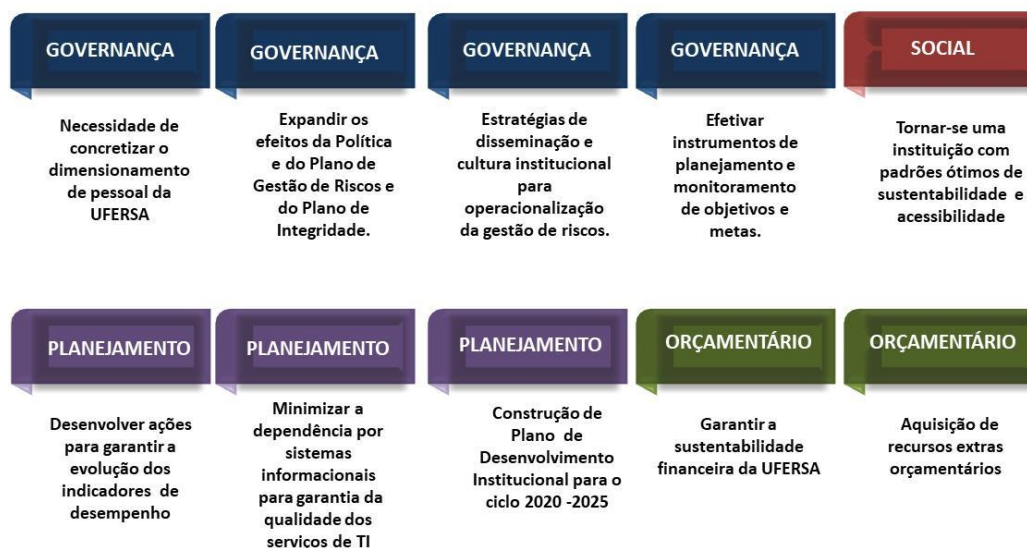 GOVERNANÇA
Necessidade de
concretizar o
dimensionamento
de pessoal da
UFERSA
GOVERNANÇA
Expandir os
efeitos da Política
e do Plano de
Gestão de Riscos e
do Plano de
Integridade.
GOVERNANÇA
Estratégias de
disseminação e
cultura institucional
para
operacionalização
da gestão de riscos.
GOVERNANÇA
Efetivar
instrumentos de
planejamento e
monitoramento
de objetivos e
metas.
SOCIAL
Tornar-se uma
instituição com
padrões ótimos de
sustentabilidade e
acessibilidade
PLANEJAMENTO
Desenvolver ações
para garantir a
evolução dos
indicadores de
desempenho
PLANEJAMENTO
Minimizar a
dependência por
sistemas
informacionais
para garantia da
qualidade dos
serviços de TI
PLANEJAMENTO
Construção de
Plano de
Desenvolvimento
Institucional para o
ciclo 2020 -2025
ORÇAMENTÁRIO
Garantir a
sustentabilidade
financeira da UFERSA
ORÇAMENTÁRIO
Aquisição de
recursos extras
orçamentários